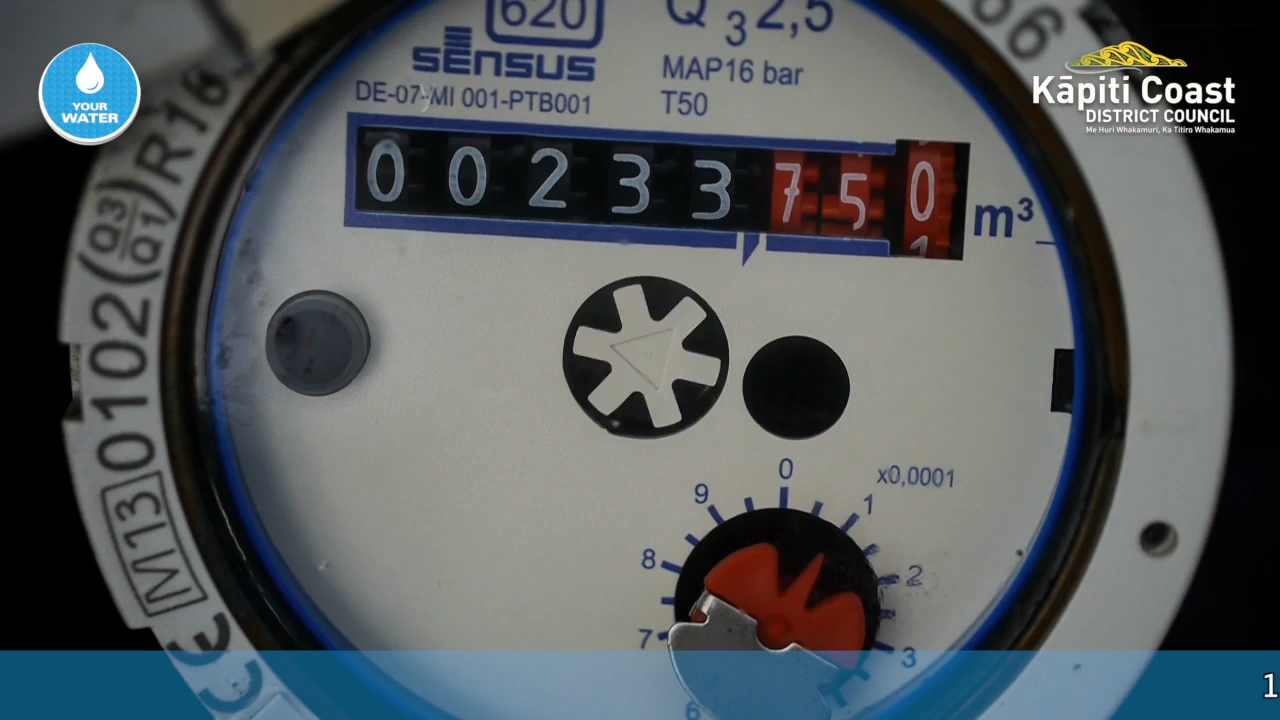 620
SENSUS
DE-07-MI 001-PTB001
Q3 2,5
MAP16 bar
T50
YOUR
WATER
Kāpiti Coast
DISTRICT COUNCIL
Me Huri Whakamuri, Ka Titiro Whakamua
00233750 m³
M13 0102 (Q3/Q1) R16
x0,0001
0
1
2
3
6
7
8
9
CE
1